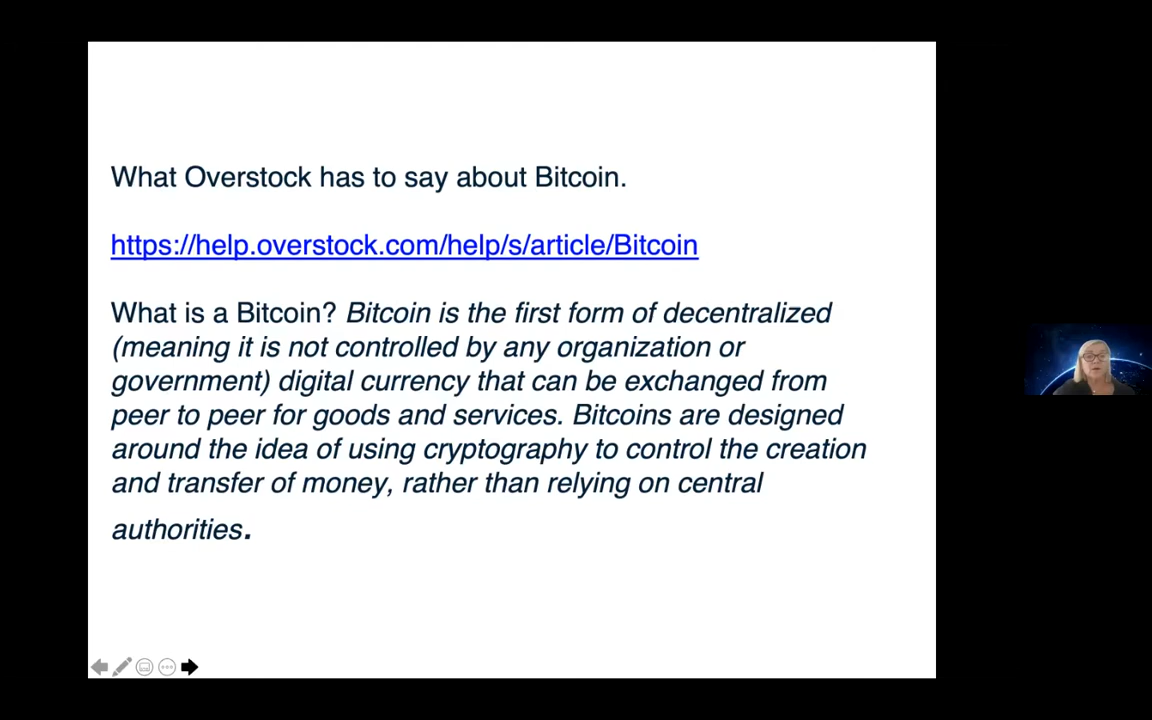 What Overstock has to say about Bitcoin.
https://help.overstock.com/help/s/article/Bitcoin
What is a Bitcoin? Bitcoin is the first form of decentralized
(meaning it is not controlled by any organization or
government) digital currency that can be exchanged from
peer to peer for goods and services. Bitcoins are designed
around the idea of using cryptography to control the creation
and transfer of money, rather than relying on central
authorities.